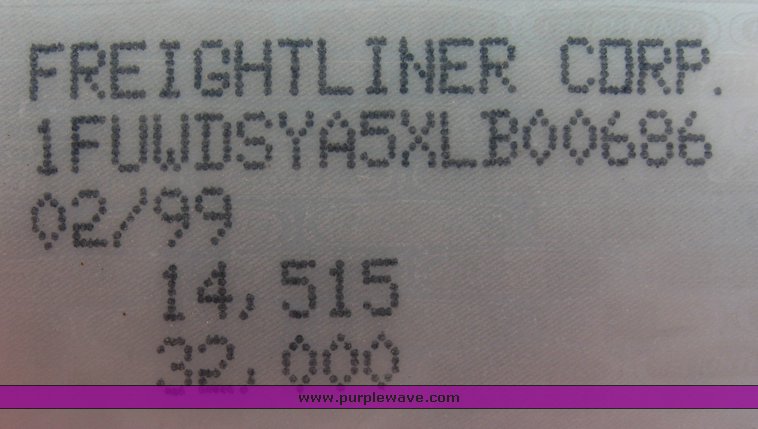 FREIGHTLINER CORP.
1FUWDSYA5XLB00686
02/99
14,515
32,000
www.purplewave.com